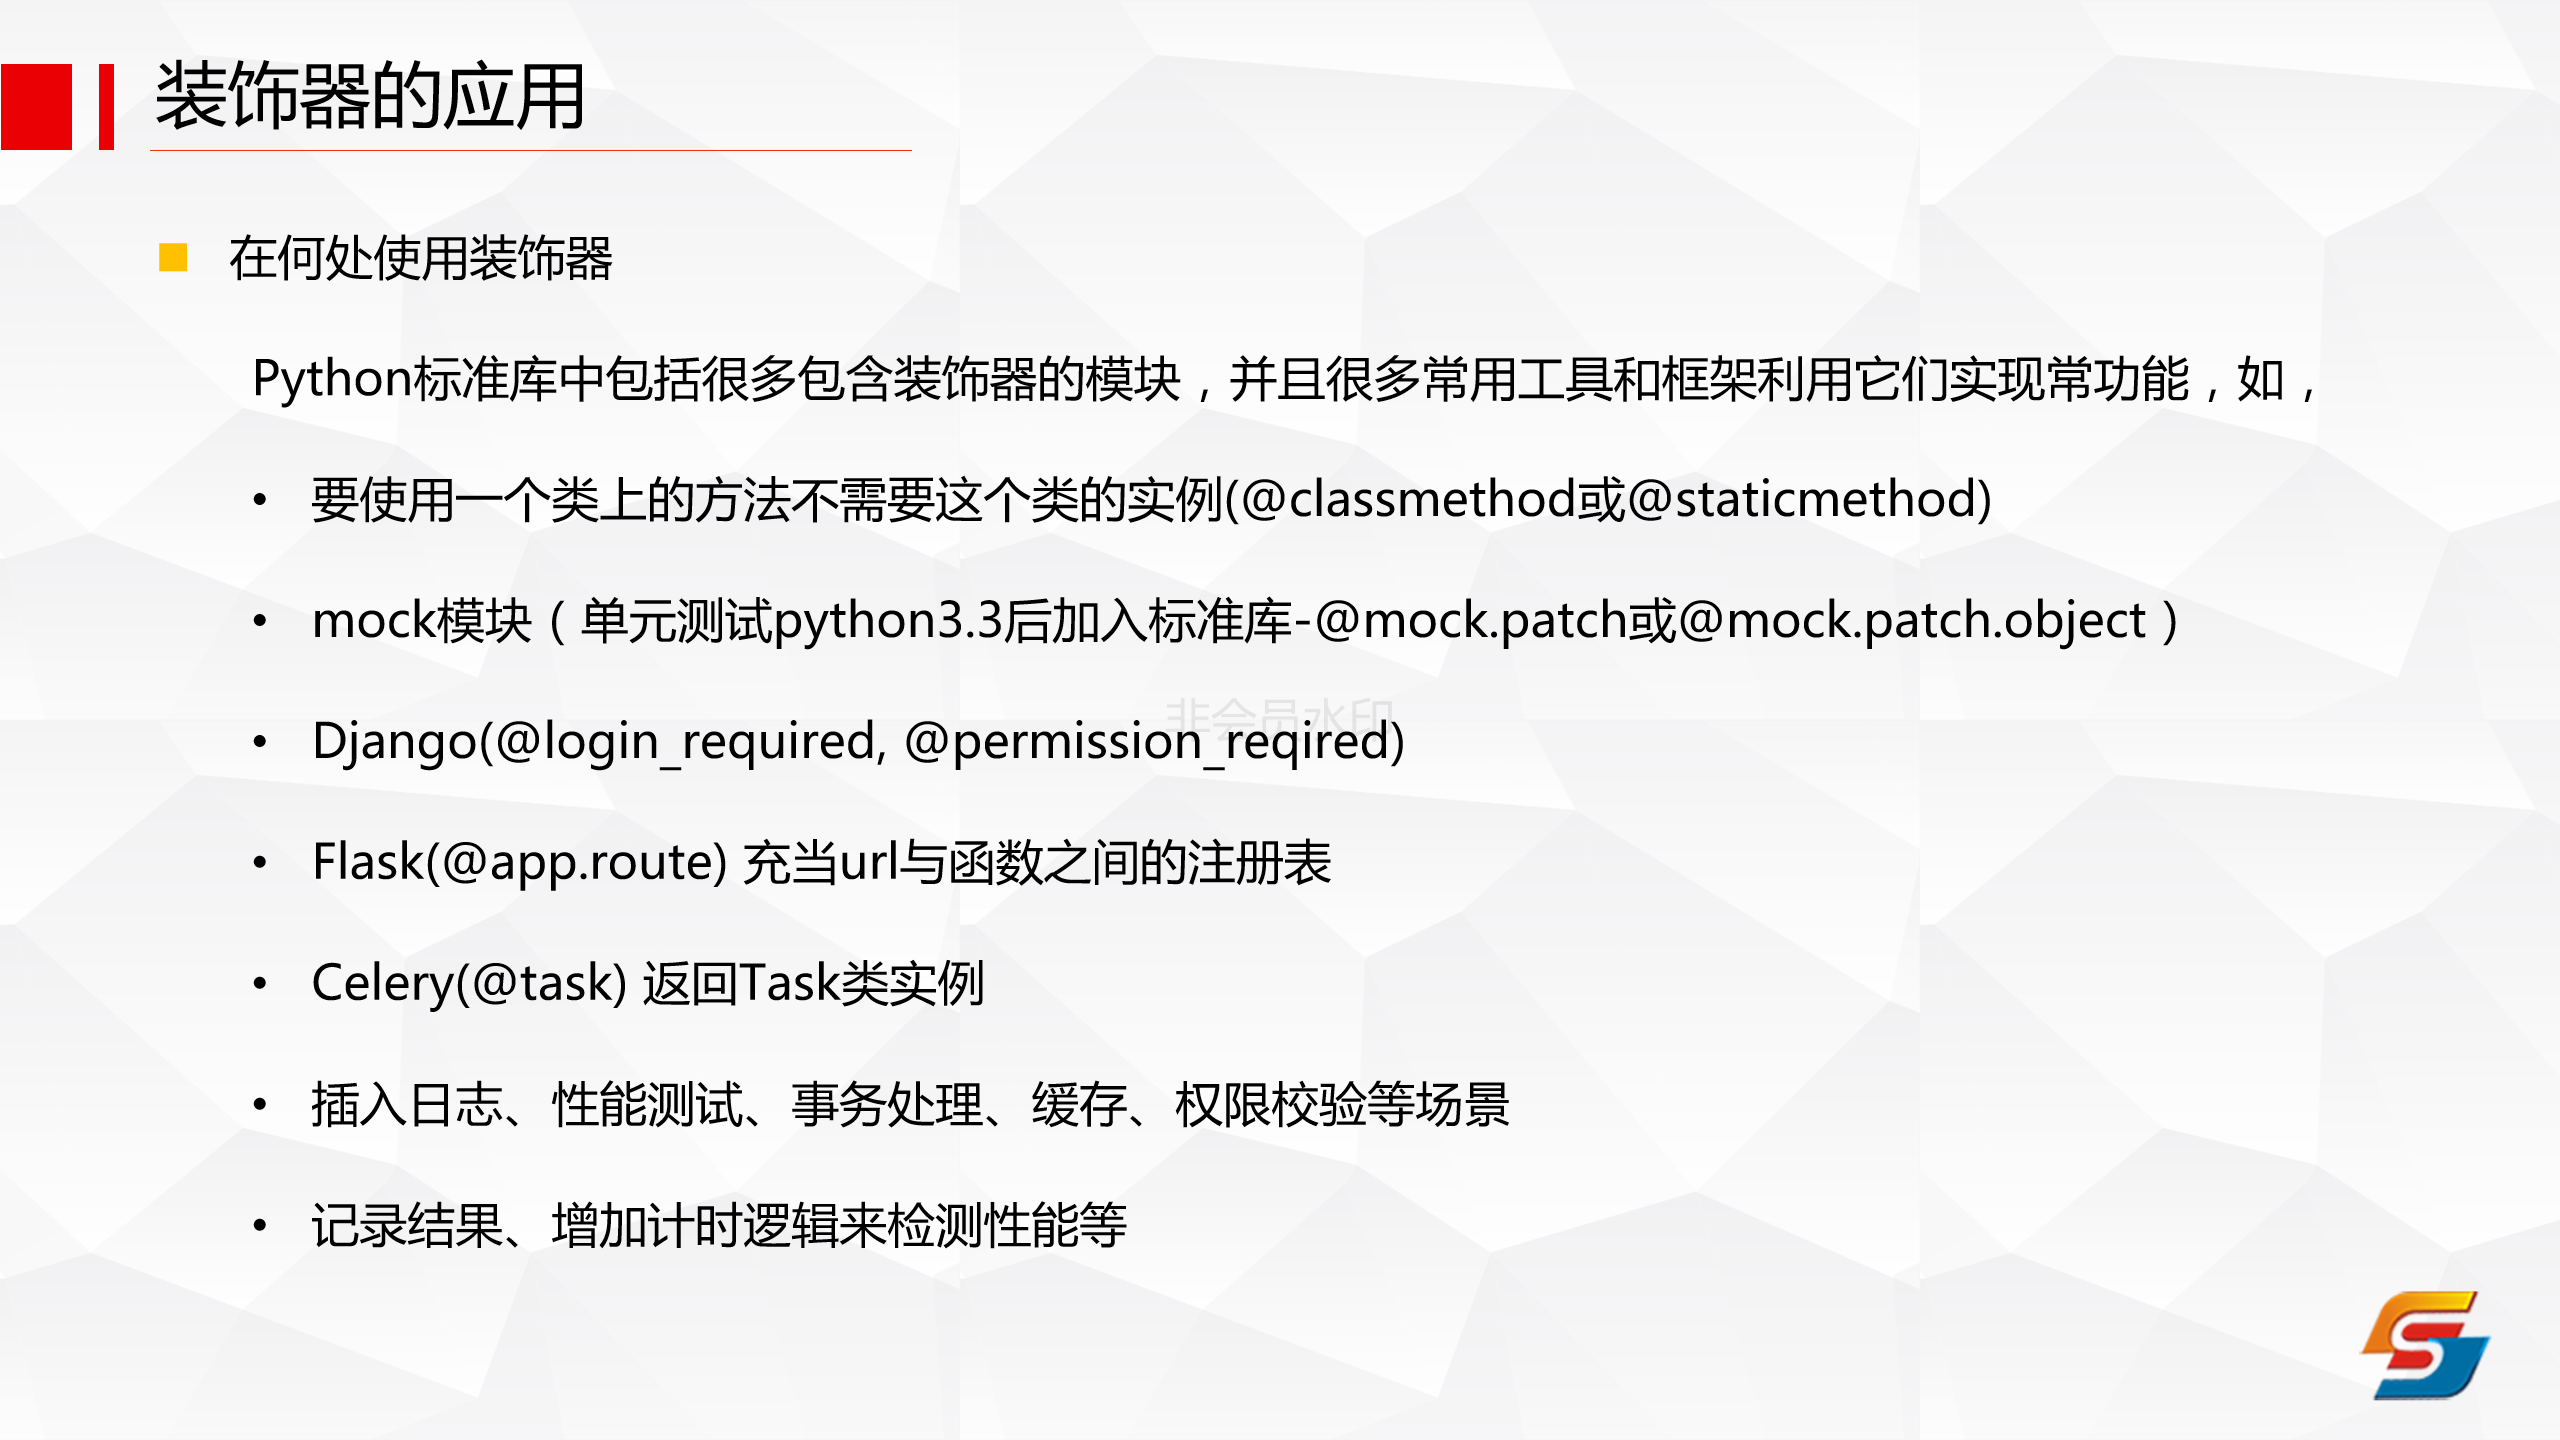 装饰器的应用
在何处使用装饰器
Python标准库中包括很多包含装饰器的模块，并且很多常用工具和框架利用它们实现常功能，如，
• 要使用一个类上的方法不需要这个类的实例(@classmethod或@staticmethod)
• mock模块（单元测试python3.3后加入标准库-@mock.patch或@mock.patch.object）
非会员水印
• Django(@login_required, @permission_reqired)
• Flask(@app.route) 充当url与函数之间的注册表
• Celery(@task) 返回Task类实例
• 插入日志、性能测试、事务处理、缓存、权限校验等场景
• 记录结果、增加计时逻辑来检测性能等